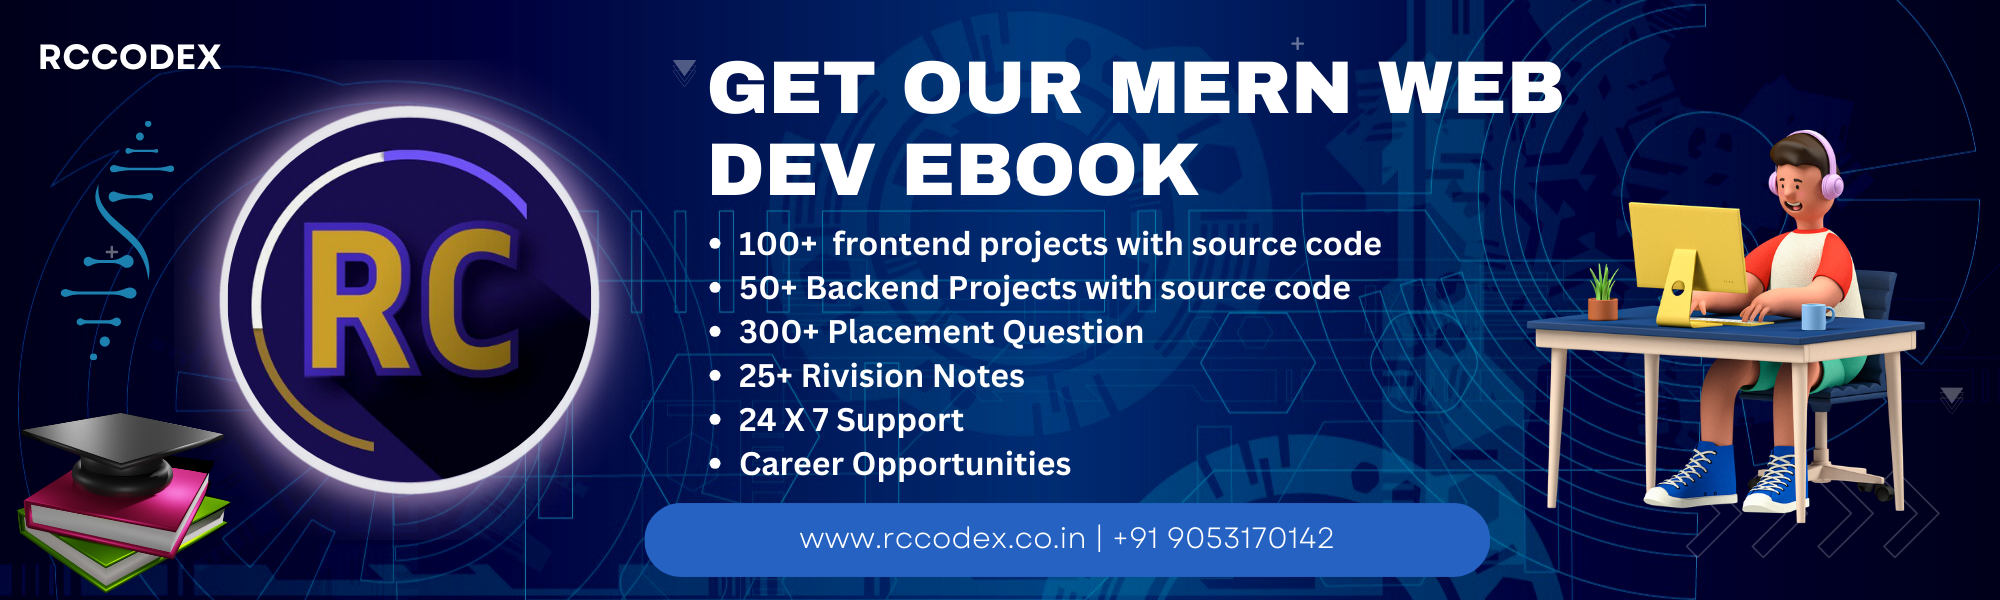 RCCODEX
RC
GET OUR MERN WEB
DEV EBOOK
• 100+ frontend projects with source code
• 50+ Backend Projects with source code
• 300+ Placement Question
• 25+ Rivision Notes
• 24 X 7 Support
• Career Opportunities
www.rccodex.co.in | +91 9053170142